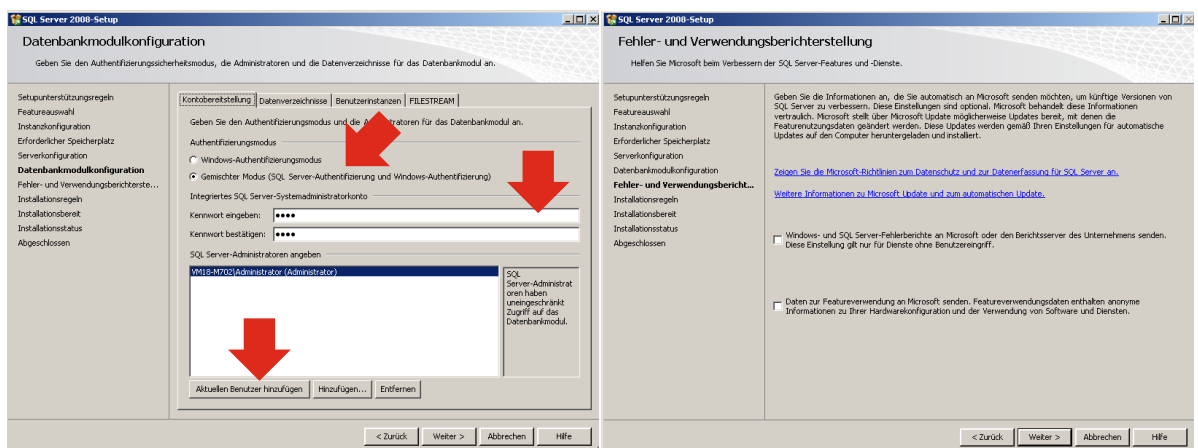 SQL Server 2008-Setup
Datenbankmodulkonfiguration
Geben Sie den Authentifizierungssicherheitsmodus, die Administratoren und die Datenverzeichnisse für das Datenbankmodul an.
Setupunterstützungsregeln
Featureauswahl
Instanzkonfiguration
Erforderlicher Speicherplatz
Serverkonfiguration
Datenbankmodulkonfiguration
Fehler- und Verwendungsberichterste...
Installationsregeln
Installationsbereit
Installationsstatus
Abgeschlossen
Kontobereitstellung Datenverzeichnisse Benutzerinstanzen FILESTREAM
Geben Sie den Authentifizierungsmodus und die für das Datenbankmodul an.
Authentifizierungsmodus
Windows-Authentifizierungsmodus
Gemischter Modus (SQL Server-Authentifizierung und Windows-Authentifizierung)
Integriertes SQL Server-Systemadministratorkonto
Kennwort eingeben: ●●●●
Kennwort bestätigen: ●●●●
SQL Server-Administratoren angeben
VM18-M702\Administrator (Administrator)
SQL
Server-Administrat
oren haben
uneingeschränkt
Zugriff auf das
Datenbankmodul.
Aktuellen Benutzer hinzufügen Hinzufügen... Entfernen
< Zurück Weiter > Abbrechen Hilfe
SQL Server 2008-Setup
Fehler- und Verwendungsberichterstellung
Helfen Sie Microsoft beim Verbessern der SQL Server-Features und -Dienste.
Setupunterstützungsregeln
Featureauswahl
Instanzkonfiguration
Erforderlicher Speicherplatz
Serverkonfiguration
Datenbankmodulkonfiguration
Fehler- und Verwendungsbericht...
Installationsregeln
Installationsbereit
Installationsstatus
Abgeschlossen
Geben Sie die Informationen an, die Sie automatisch an Microsoft senden möchten, um künftige Versionen von
SQL Server zu verbessern. Diese Einstellungen sind optional. Microsoft behandelt diese Informationen
vertraulich. Microsoft stellt über Microsoft Update möglicherweise Updates bereit, mit denen die
Featurenutzungsdaten geändert werden. Diese Updates werden gemäß Ihren Einstellungen für automatische
Updates auf den Computer heruntergeladen und installiert.
Zeigen Sie die Microsoft-Richtlinien zum Datenschutz und zur Datenerfassung für SQL Server an.
Weitere Informationen zu Microsoft Update und zum automatischen Update.
Windows- und SQL Server-Fehlerberichte an Microsoft oder den Berichtsserver des Unternehmens senden.
Diese Einstellung gilt nur für Dienste ohne Benutzereingriff.
Daten zur Featureverwendung an Microsoft senden. Featureverwendungsdaten enthalten anonyme
Informationen zu Ihrer Hardwarekonfiguration und der Verwendung von Software und Diensten.
< Zurück Weiter > Abbrechen Hilfe